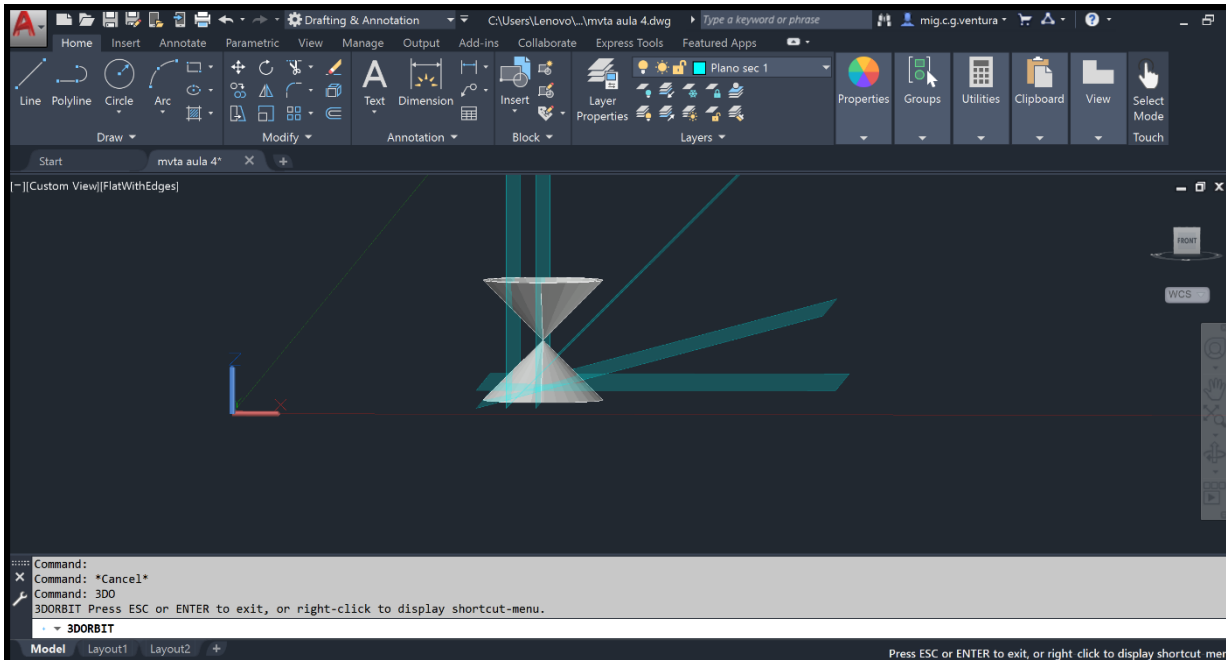 Drafting & Annotation C:\Users\Lenovo\...\mvta aula 4.dwg Type a keyword or phrase mig.c.g.ventura
Home Insert Annotate Parametric View Manage Output Add-ins Collaborate Express Tools Featured Apps
Plano sec 1
Line Polyline Circle Arc Text Dimension Insert Layer Properties Properties Groups Utilities Clipboard View Select Mode
Draw Modify Annotation Block Layers Touch
Start mvta aula 4*
[-][Custom View][FlatWithEdges]
FRONT
WCS
Z
X
Command:
Command: *Cancel*
Command: 3DO
3DORBIT Press ESC or ENTER to exit, or right-click to display shortcut-menu.
3DORBIT
Model Layout1 Layout2 +
Press ESC or ENTER to exit, or right-click to display shortcut-men